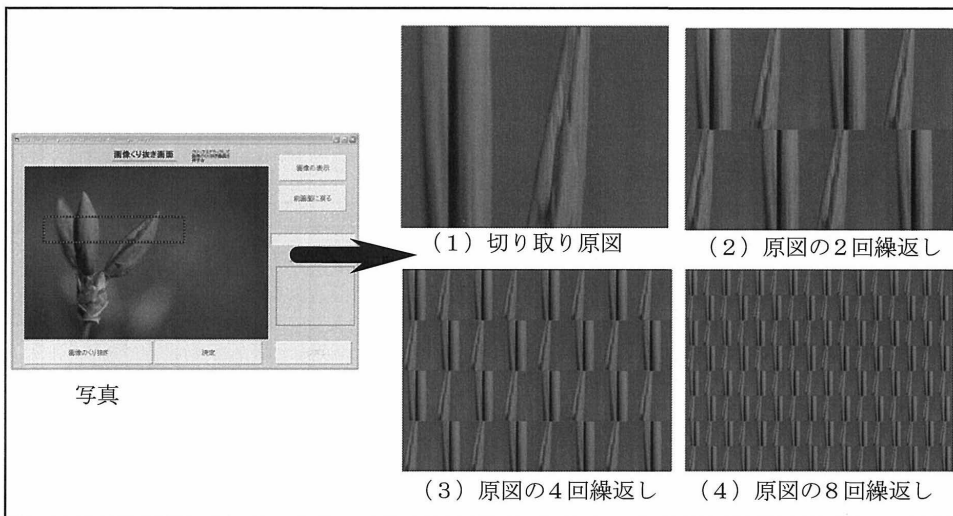 画像くり抜き画面
画像の表示
前画面に戻る
画像のくり抜き
決定
写真
(1)切り取り原図
(2)原図の2回繰返し
(3)原図の4回繰返し
(4)原図の8回繰返し